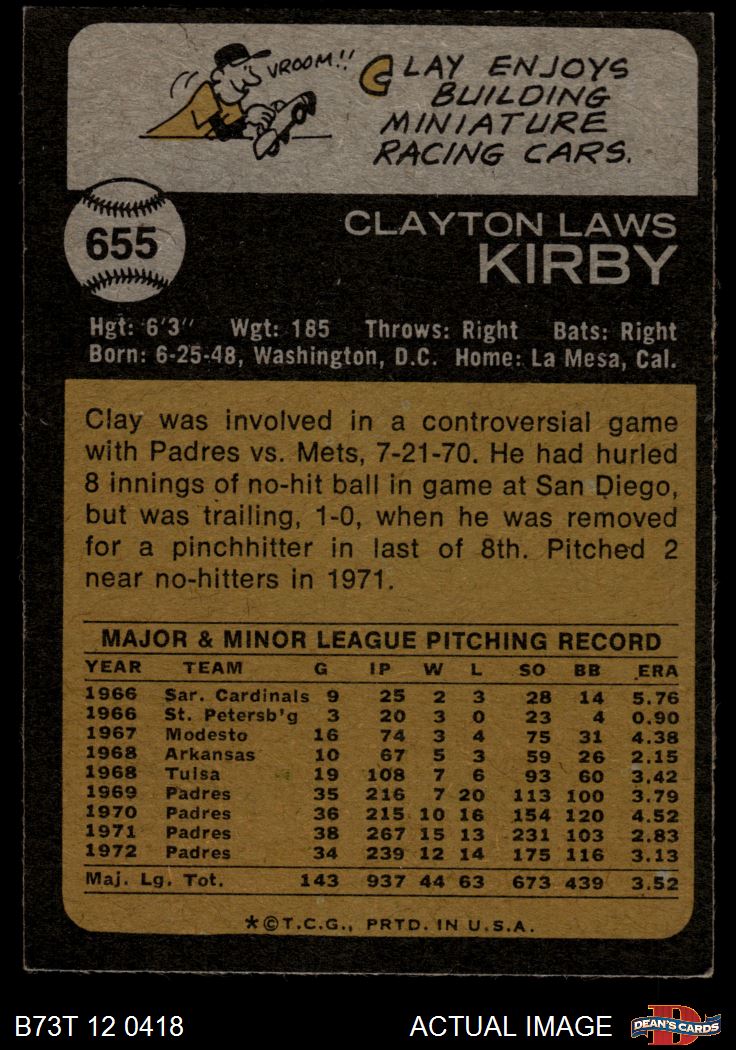 VROOM!!
CLAY ENJOYS
BUILDING
MINIATURE
RACING CARS.
655
CLAYTON LAWS
KIRBY
Hgt: 6'3" Wgt: 185 Throws: Right Bats: Right
Born: 6-25-48, Washington, D.C. Home: La Mesa, Cal.
Clay was involved in a controversial game
with Padres vs. Mets, 7-21-70. He had hurled
8 innings of no-hit ball in game at San Diego,
but was trailing, 1-0, when he was removed
for a pinchhitter in last of 8th. Pitched 2
near no-hitters in 1971.
MAJOR & MINOR LEAGUE PITCHING RECORD
YEAR TEAM G IP W L SO BB ERA
1966 Sar. Cardinals 9 25 2 3 28 14 5.76
1966 St. Petersb'g 3 20 3 0 23 4 0.90
1967 Modesto 16 74 3 4 75 31 4.38
1968 Arkansas 10 67 5 3 59 26 2.15
1968 Tulsa 19 108 7 6 93 60 3.42
1969 Padres 35 216 7 20 113 100 3.79
1970 Padres 36 215 10 16 154 120 4.52
1971 Padres 38 267 15 13 231 103 2.83
1972 Padres 34 239 12 14 175 116 3.13
Maj. Lg. Tot. 143 937 44 63 673 439 3.52
*©T.C.G., PRTD. IN U.S.A.
B73T 12 0418 ACTUAL IMAGE DEAN'S CARDS